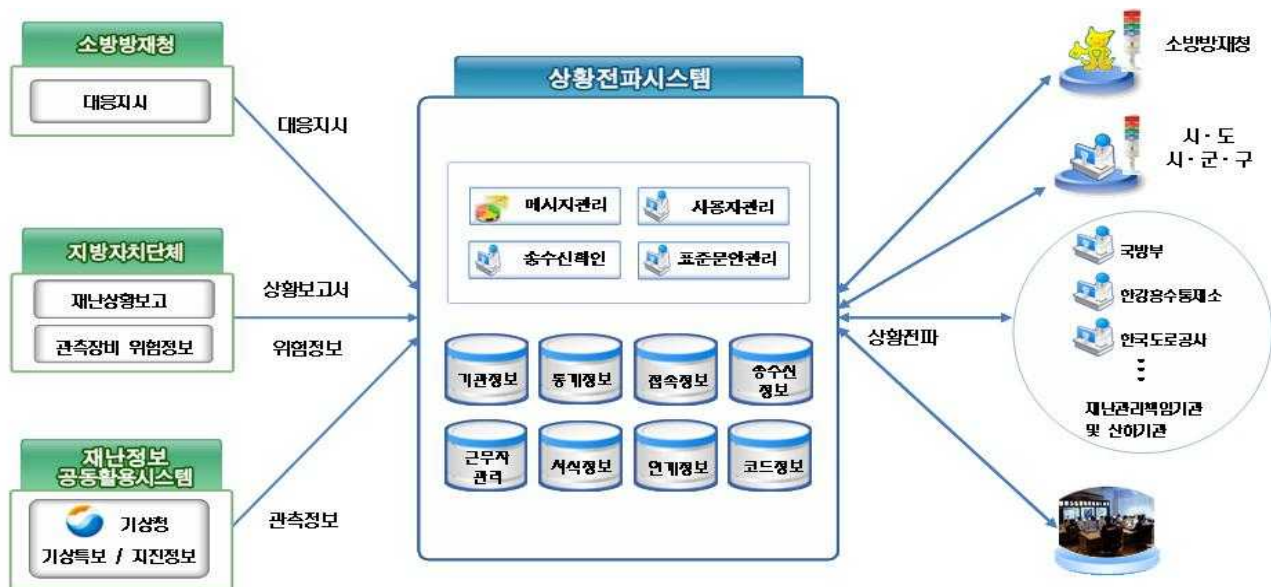 소방방재청
대응지시
대응지시
지방자치단체
재난상황보고
관측장비 위험정보
상황보고서
위험정보
재난정보
공동활용시스템
기상청
기상특보 / 지진정보
관측정보
상황전파시스템
메시지관리
사용자관리
송수신확인
표준문안관리
기관정보
통계정보
접속정보
송수신
정보
근무자
관리
서식정보
연계정보
코드정보
상황전파
소방방재청
시·도
시·군·구
국방부
한강홍수통제소
한국도로공사
재난관리책임기관
및 산하기관